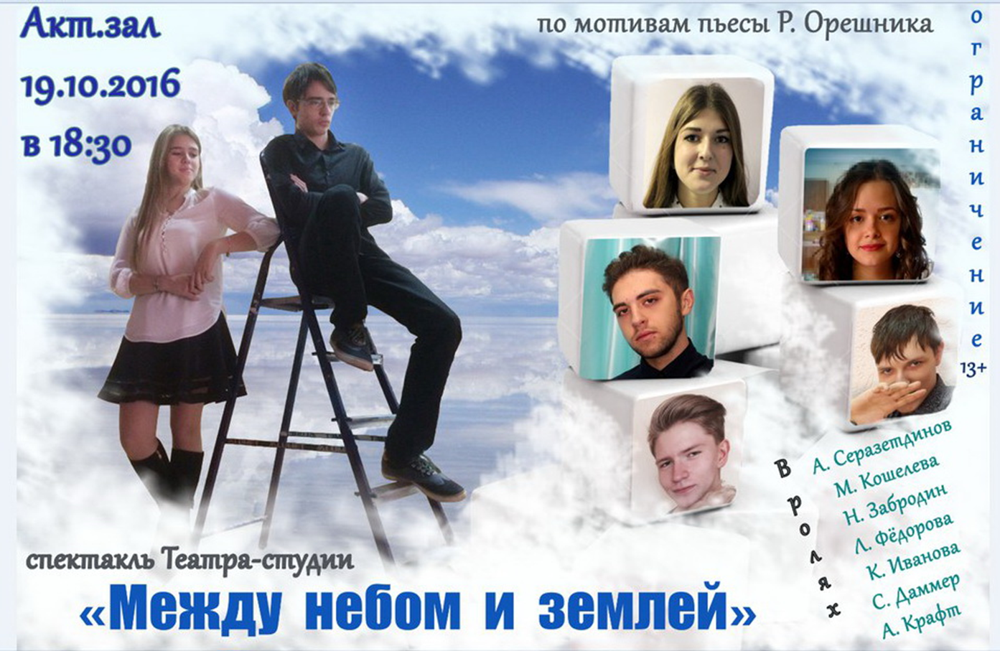 Акт.зал
19.10.2016
в 18:30
по мотивам пьесы Р. Орешника
ограничение
13+
спектакль Театра-студии
«Между небом и землей»
В ролях
А. Серазетдинов
М. Кошелева
Н. Забродин
Л. Фёдорова
К. Иванова
С. Даммер
А. Крафт